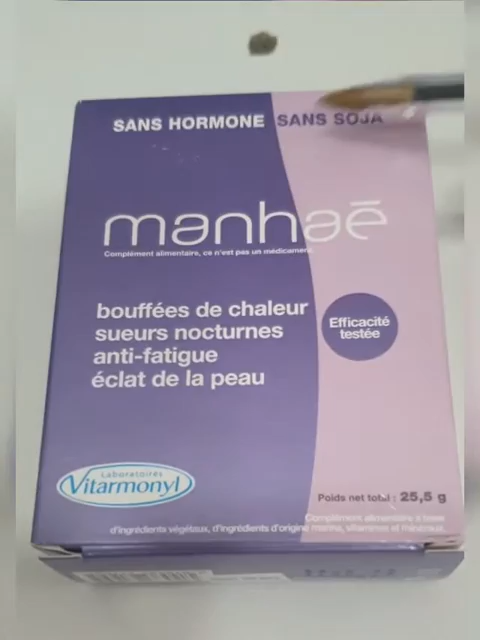 SANS HORMONE SANS SOJA
manhaē
Complément alimentaire, ce n'est pas un médicament.
bouffées de chaleur
sueurs nocturnes
anti-fatigue
éclat de la peau
Efficacité
testée
Laboratoires
Vitarmonyl
Poids net total : 25,5 g
Complément alimentaire à base
d'ingrédients végétaux, d'ingrédients d'origine marine, vitamines et minéraux.